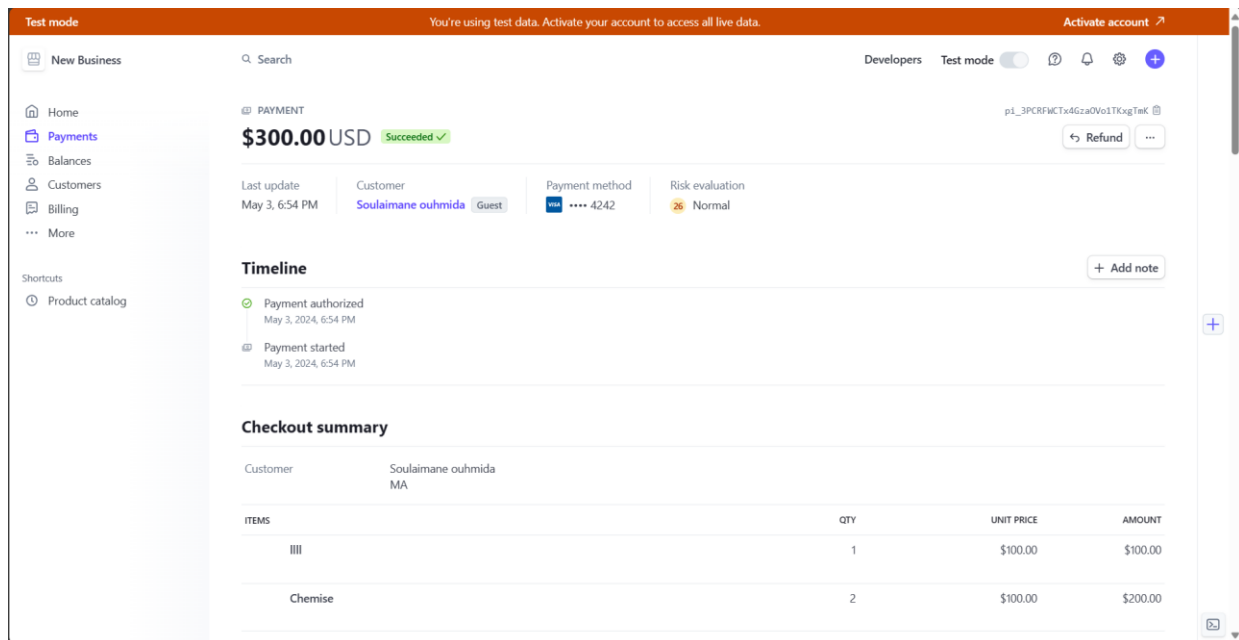 Test mode You're using test data. Activate your account to access all live data. Activate account
New Business Search Developers Test mode
Home
Payments
Balances
Customers
Billing
More
Shortcuts
Product catalog
PAYMENT
$300.00 USD Succeeded
Refund
Last update Customer Payment method Risk evaluation
May 3, 6:54 PM Soulaimane ouhmida Guest VISA •••• 4242 26 Normal
Timeline + Add note
Payment authorized
May 3, 2024, 6:54 PM
Payment started
May 3, 2024, 6:54 PM
Checkout summary
Customer Soulaimane ouhmida
MA
ITEMS QTY UNIT PRICE AMOUNT
1 $100.00 $100.00
Chemise 2 $100.00 $200.00